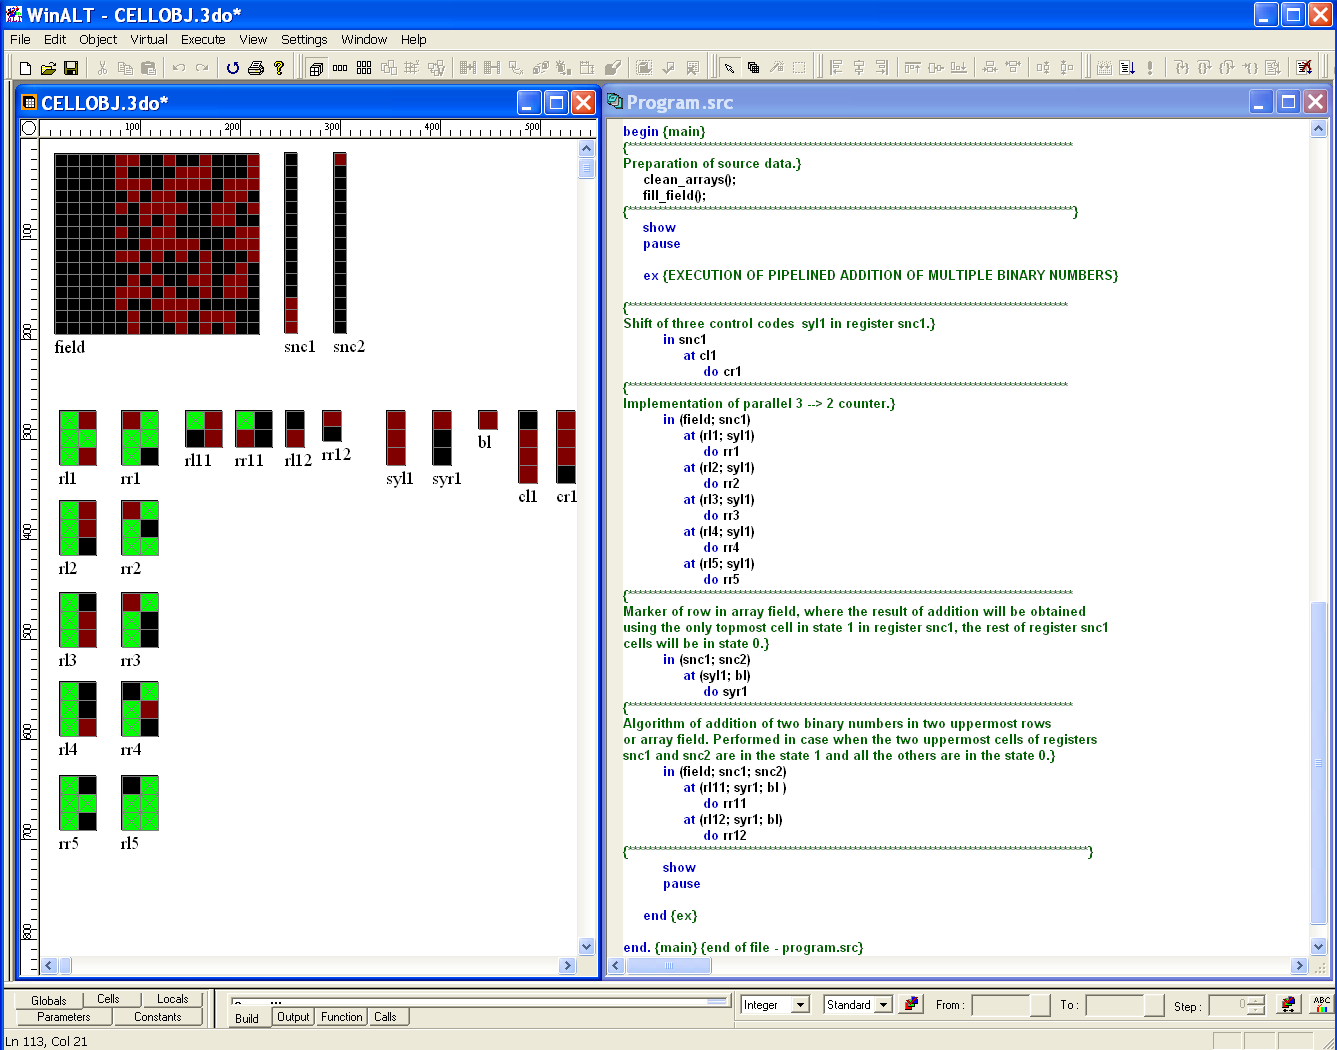 WinALT - CELLOBJ.3do*
File Edit Object Virtual Execute View Settings Window Help
CELLOBJ.3do*
100 200 300 400 500
100
200
300
400
500
600
700
800
field
snc1
snc2
rl1
rr1
rl11
rr11
rl12
rr12
syl1
syr1
bl
cl1
cr1
rl2
rr2
rl3
rr3
rl4
rr4
rr5
rl5
Program.src
begin {main}
{******************************************************************************************
Preparation of source data.}
clean_arrays();
fill_field();
{******************************************************************************************}
show
pause
ex {EXECUTION OF PIPELINED ADDITION OF MULTIPLE BINARY NUMBERS}
{*****************************************************************************************
Shift of three control codes  syl1 in register snc1.}
in snc1
at cl1
do cr1
{*****************************************************************************************
Implementation of parallel 3 --> 2 counter.}
in (field; snc1)
at (rl1; syl1)
do rr1
at (rl2; syl1)
do rr2
at (rl3; syl1)
do rr3
at (rl4; syl1)
do rr4
at (rl5; syl1)
do rr5
{******************************************************************************************
Marker of row in array field, where the result of addition will be obtained
using the only topmost cell in state 1 in register snc1, the rest of register snc1
cells will be in state 0.}
in (snc1; snc2)
at (syl1; bl)
do syr1
{******************************************************************************************
Algorithm of addition of two binary numbers in two uppermost rows
or array field. Performed in case when the two uppermost cells of registers
snc1 and snc2 are in the state 1 and all the others are in the state 0.}
in (field; snc1; snc2)
at (rl11; syr1; bl )
do rr11
at (rl12; syr1; bl)
do rr12
{*********************************************************************************************}
show
pause
end {ex}
end. {main} {end of file - program.src}
Globals Cells Locals
Parameters Constants
Build Output Function Calls
Integer Standard From : To : Step : 0
ABC
Ln 113, Col 21